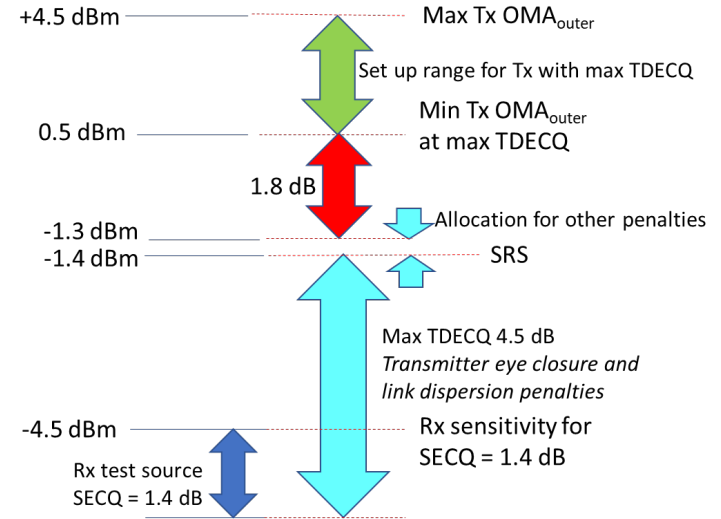 +4.5 dBm
Max Tx OMAouter
Set up range for Tx with max TDECQ
Min Tx OMAouter
0.5 dBm
at max TDECQ
1.8 dB
Allocation for other penalties
-1.3 dBm
-1.4 dBm
SRS
Max TDECQ 4.5 dB
Transmitter eye closure and
link dispersion penalties
-4.5 dBm
Rx sensitivity for
SECQ = 1.4 dB
Rx test source
SECQ = 1.4 dB